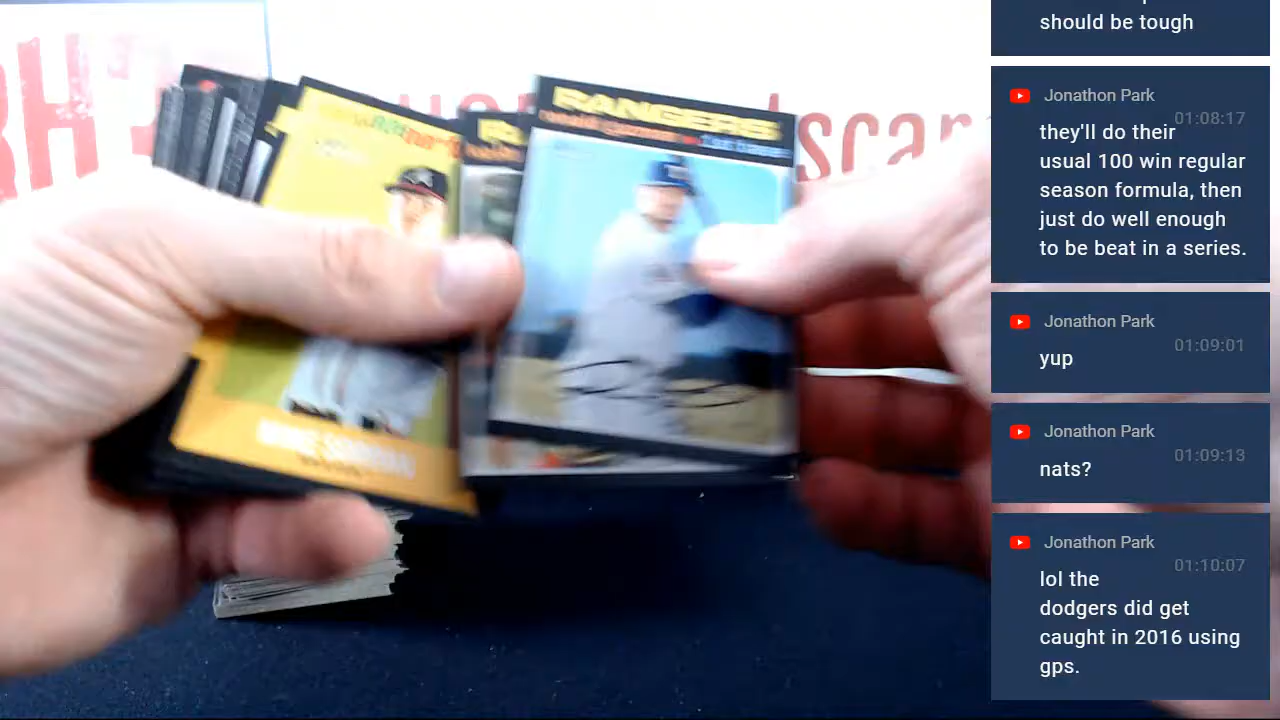 should be tough
Jonathon Park
01:08:17
they'll do their
usual 100 win regular
season formula, then
just do well enough
to be beat in a series.
Jonathon Park
01:09:01
yup
Jonathon Park
01:09:13
nats?
Jonathon Park
01:10:07
lol the
dodgers did get
caught in 2016 using
gps.
RANGERS